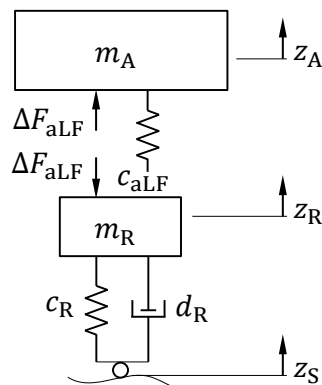 m_A
z_A
ΔF_aLF
ΔF_aLF
c_aLF
z_R
m_R
c_R
d_R
z_S